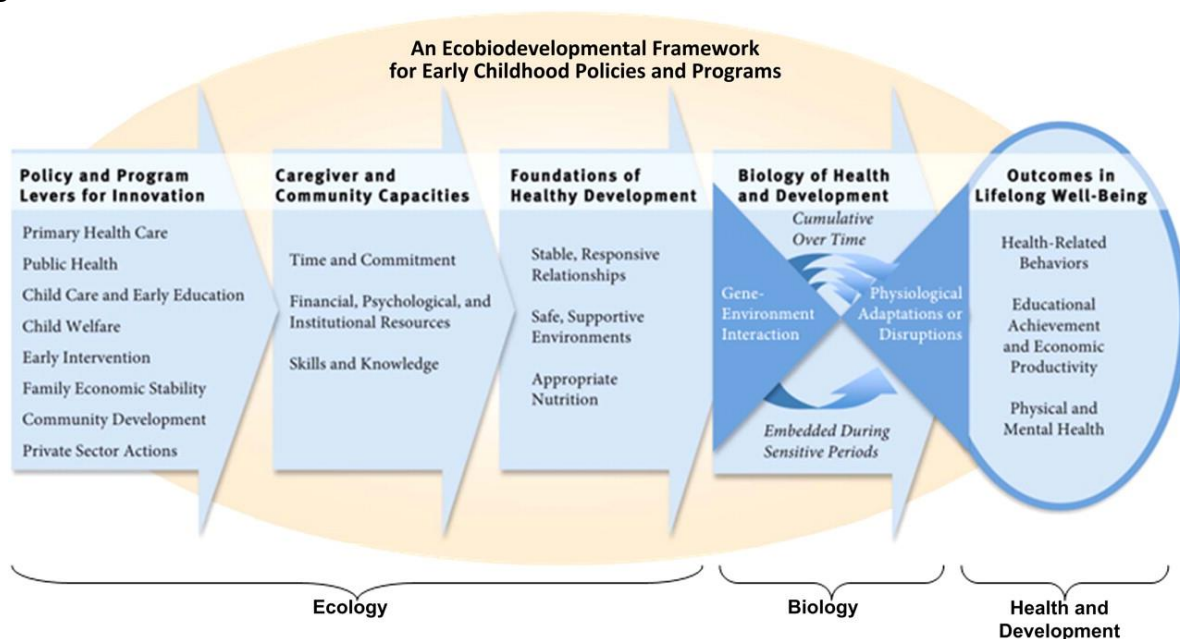 An Ecobiodevelopmental Framework
for Early Childhood Policies and Programs
Policy and Program
Levers for Innovation
Primary Health Care
Public Health
Child Care and Early Education
Child Welfare
Early Intervention
Family Economic Stability
Community Development
Private Sector Actions
Caregiver and
Community Capacities
Time and Commitment
Financial, Psychological, and
Institutional Resources
Skills and Knowledge
Foundations of
Healthy Development
Stable, Responsive
Relationships
Safe, Supportive
Environments
Appropriate
Nutrition
Biology of Health
and Development
Cumulative
Over Time
Gene-
Environment
Interaction
Physiological
Adaptations or
Disruptions
Embedded During
Sensitive Periods
Outcomes in
Lifelong Well-Being
Health-Related
Behaviors
Educational
Achievement
and Economic
Productivity
Physical and
Mental Health
Ecology
Biology
Health and
Development